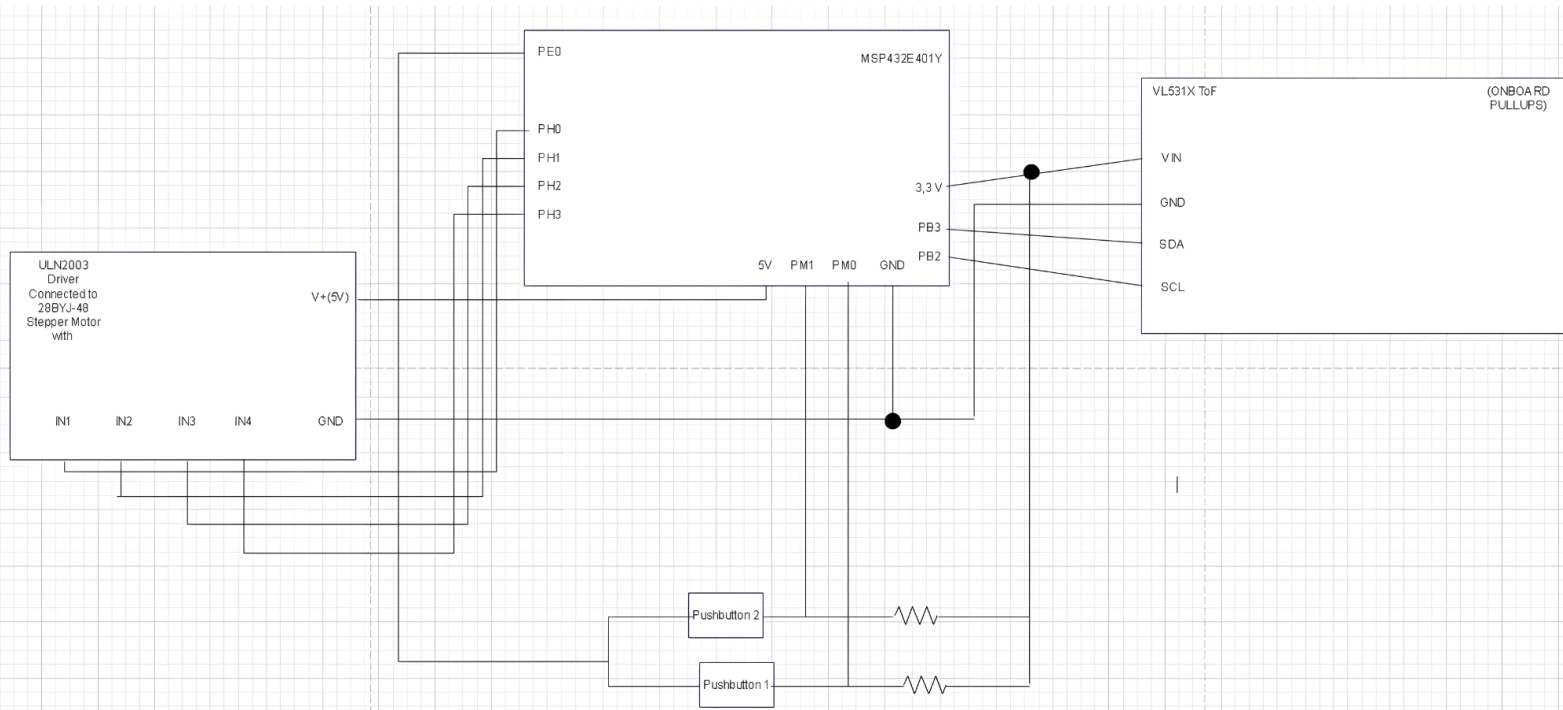 PE0
MSP432E401Y
PH0
PH1
PH2
PH3
3,3 V
PB3
PB2
5V
PM1
PM0
GND
VL531X ToF
(ONBOARD
PULLUPS)
VIN
GND
SDA
SCL
ULN2003
Driver
Connected to
28BYJ-48
Stepper Motor
with
V+(5V)
IN1
IN2
IN3
IN4
GND
Pushbutton 2
Pushbutton 1